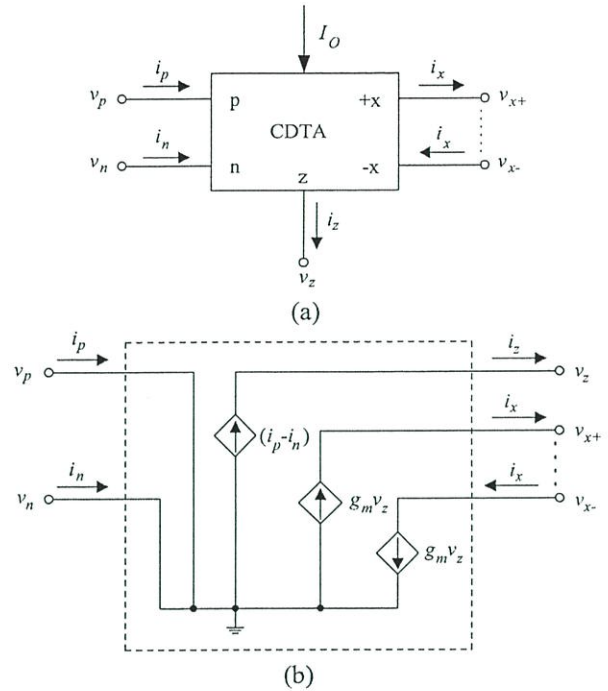 I_O
i_p
i_x
v_p
p
+x
v_x+
CDTA
i_n
i_x
v_n
n
-x
v_x-
z
i_z
v_z
(a)
i_p
i_z
v_p
v_z
i_x
(i_p-i_n)
v_x+
i_n
i_x
v_n
g_m v_z
v_x-
g_m v_z
(b)